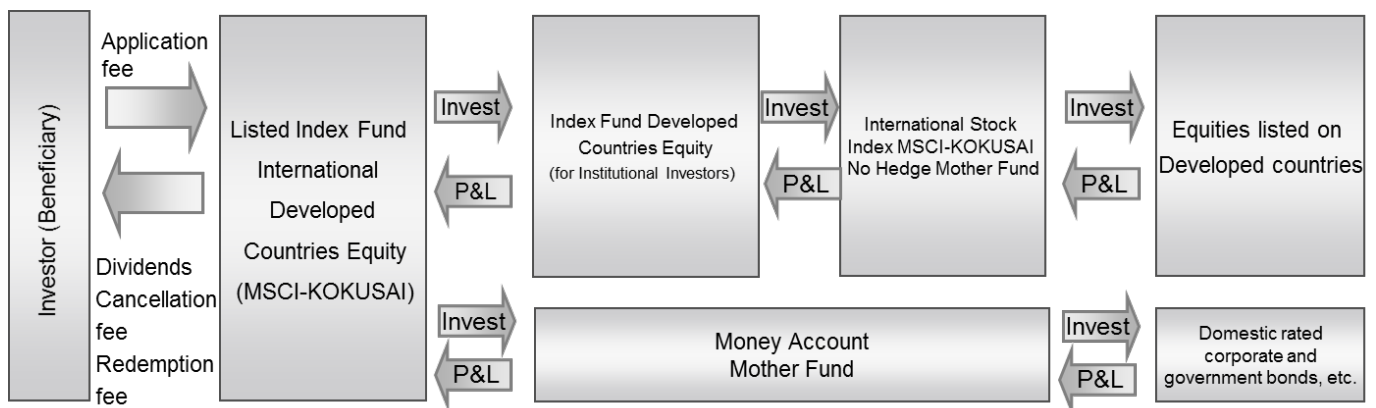 Investor (Beneficiary)
Application
fee
Dividends
Cancellation
fee
Redemption
fee
Listed Index Fund
International
Developed
Countries Equity
(MSCI-KOKUSAI)
Invest
P&L
Index Fund Developed
Countries Equity
(for Institutional Investors)
Invest
P&L
International Stock
Index MSCI-KOKUSAI
No Hedge Mother Fund
Invest
P&L
Equities listed on
Developed countries
Invest
P&L
Money Account
Mother Fund
Invest
P&L
Domestic rated
corporate and
government bonds, etc.